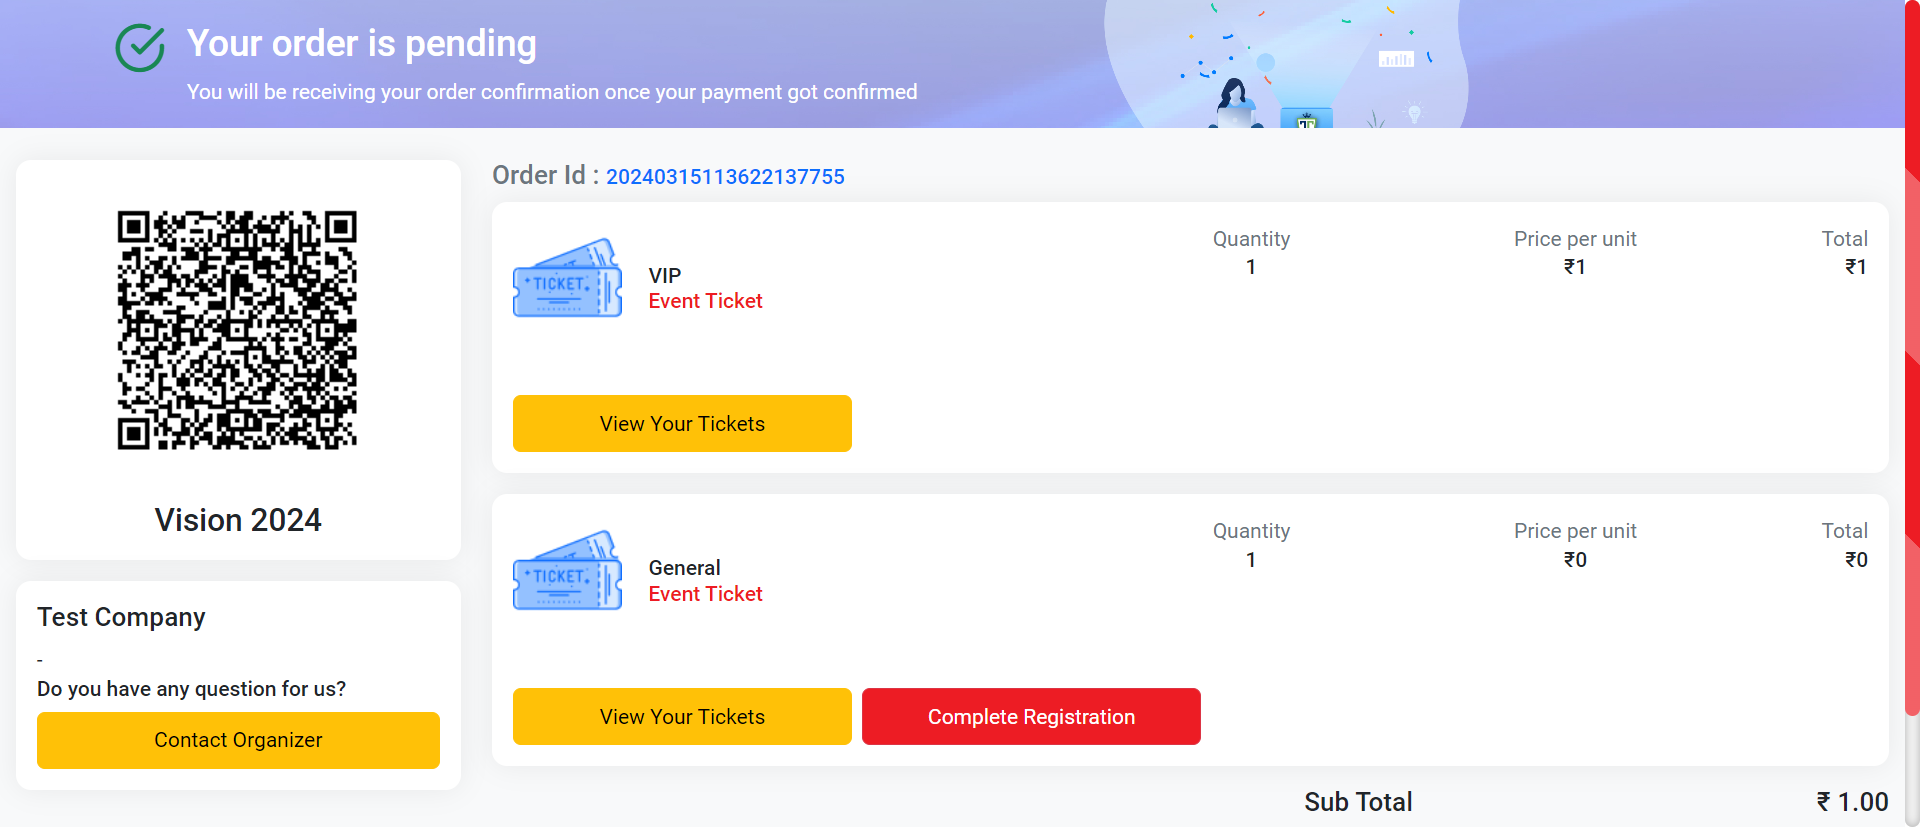 Your order is pending
You will be receiving your order confirmation once your payment got confirmed
Vision 2024
Test Company
-
Do you have any question for us?
Contact Organizer
Order Id : 20240315113622137755
TICKET
VIP
Event Ticket
Quantity
1
Price per unit
₹1
Total
₹1
View Your Tickets
TICKET
General
Event Ticket
Quantity
1
Price per unit
₹0
Total
₹0
View Your Tickets
Complete Registration
Sub Total
₹ 1.00